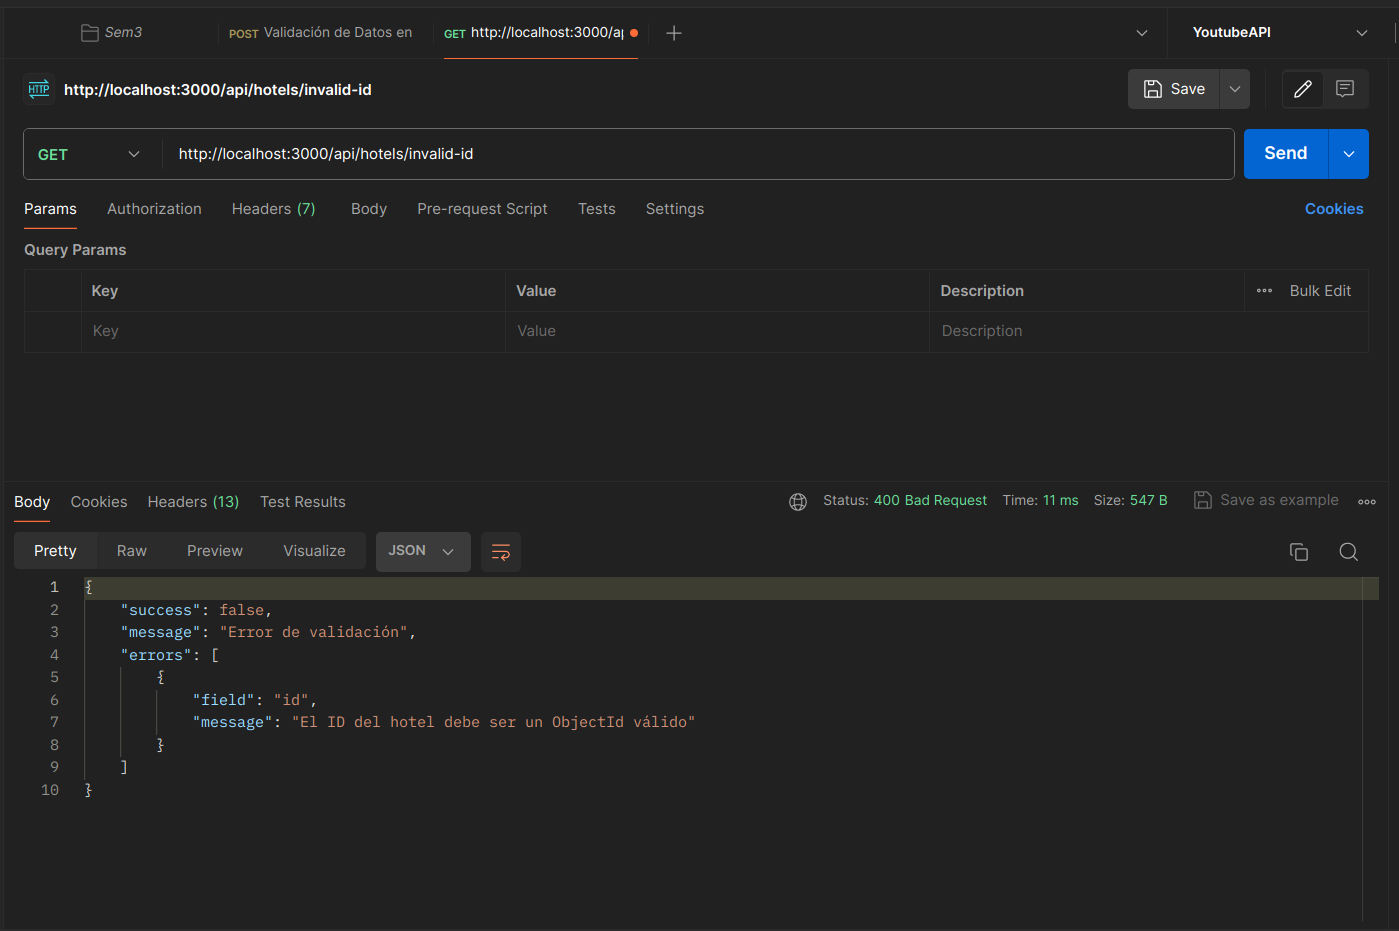 Sem3
POST Validación de Datos en
GET http://localhost:3000/ap
YoutubeAPI
HTTP http://localhost:3000/api/hotels/invalid-id
Save
GET http://localhost:3000/api/hotels/invalid-id
Send
Params Authorization Headers (7) Body Pre-request Script Tests Settings Cookies
Query Params
Key Value Description Bulk Edit
Key Value Description
Body Cookies Headers (13) Test Results Status: 400 Bad Request Time: 11 ms Size: 547 B Save as example
Pretty Raw Preview Visualize JSON
1 {
2 "success": false,
3 "message": "Error de validación",
4 "errors": [
5 {
6 "field": "id",
7 "message": "El ID del hotel debe ser un ObjectId válido"
8 }
9 ]
10 }